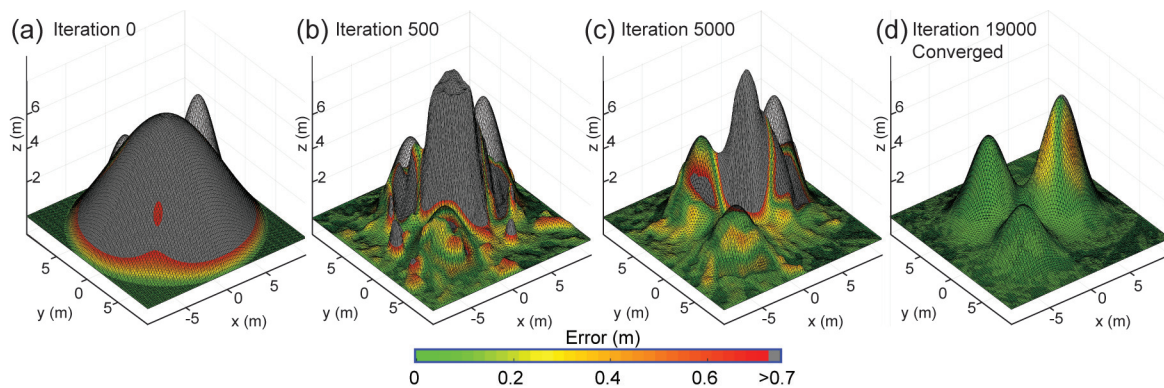 (a) Iteration 0
(b) Iteration 500
(c) Iteration 5000
(d) Iteration 19000
Converged
z (m)
6
4
2
5
0
5
y (m)
-5
0
5
x (m)
z (m)
6
4
2
5
0
5
y (m)
-5
0
5
x (m)
z (m)
6
4
2
5
0
5
y (m)
-5
0
5
x (m)
z (m)
6
4
2
5
0
5
y (m)
-5
0
5
x (m)
Error (m)
0 0.2 0.4 0.6 >0.7